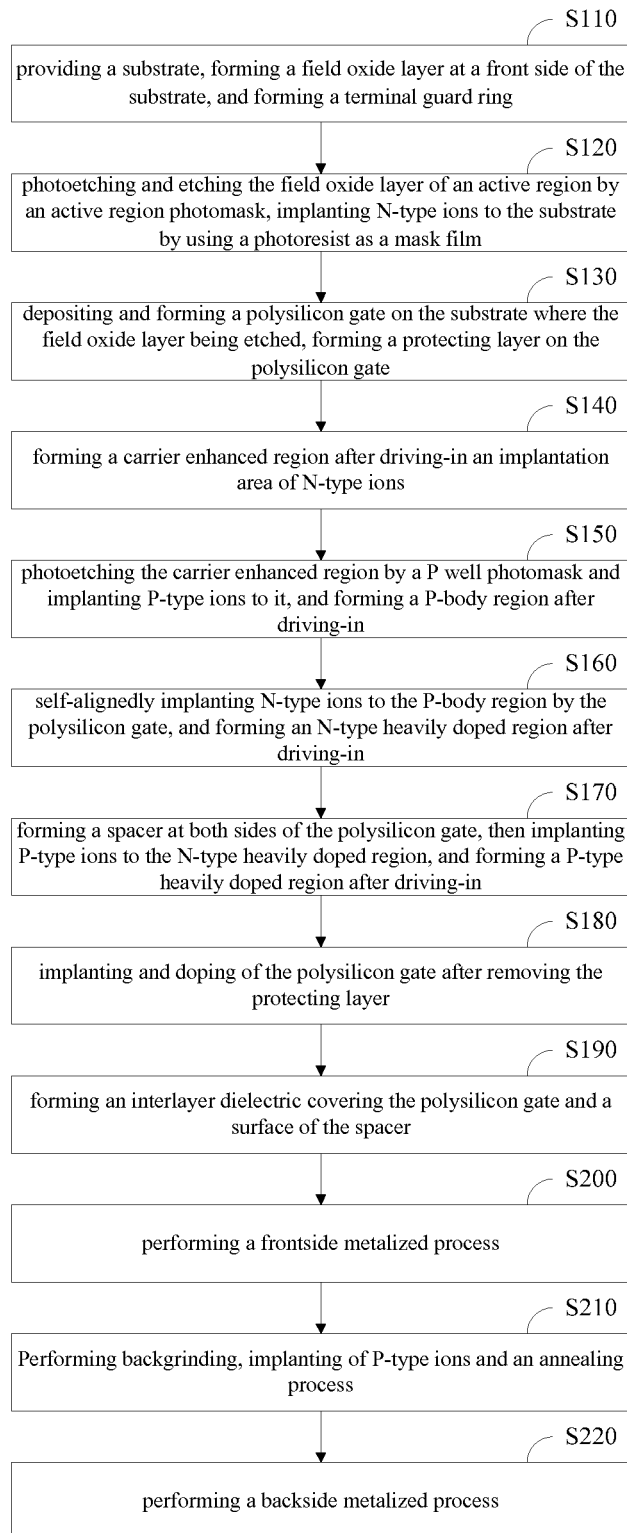 S110
providing a substrate, forming a field oxide layer at a front side of the
substrate, and forming a terminal guard ring
S120
photoetching and etching the field oxide layer of an active region by
an active region photomask, implanting N-type ions to the substrate
by using a photoresist as a mask film
S130
depositing and forming a polysilicon gate on the substrate where the
field oxide layer being etched, forming a protecting layer on the
polysilicon gate
S140
forming a carrier enhanced region after driving-in an implantation
area of N-type ions
S150
photoetching the carrier enhanced region by a P well photomask and
implanting P-type ions to it, and forming a P-body region after
driving-in
S160
self-alignedly implanting N-type ions to the P-body region by the
polysilicon gate, and forming an N-type heavily doped region after
driving-in
S170
forming a spacer at both sides of the polysilicon gate, then implanting
P-type ions to the N-type heavily doped region, and forming a P-type
heavily doped region after driving-in
S180
implanting and doping of the polysilicon gate after removing the
protecting layer
S190
forming an interlayer dielectric covering the polysilicon gate and a
surface of the spacer
S200
performing a frontside metalized process
S210
Performing backgrinding, implanting of P-type ions and an annealing
process
S220
performing a backside metalized process